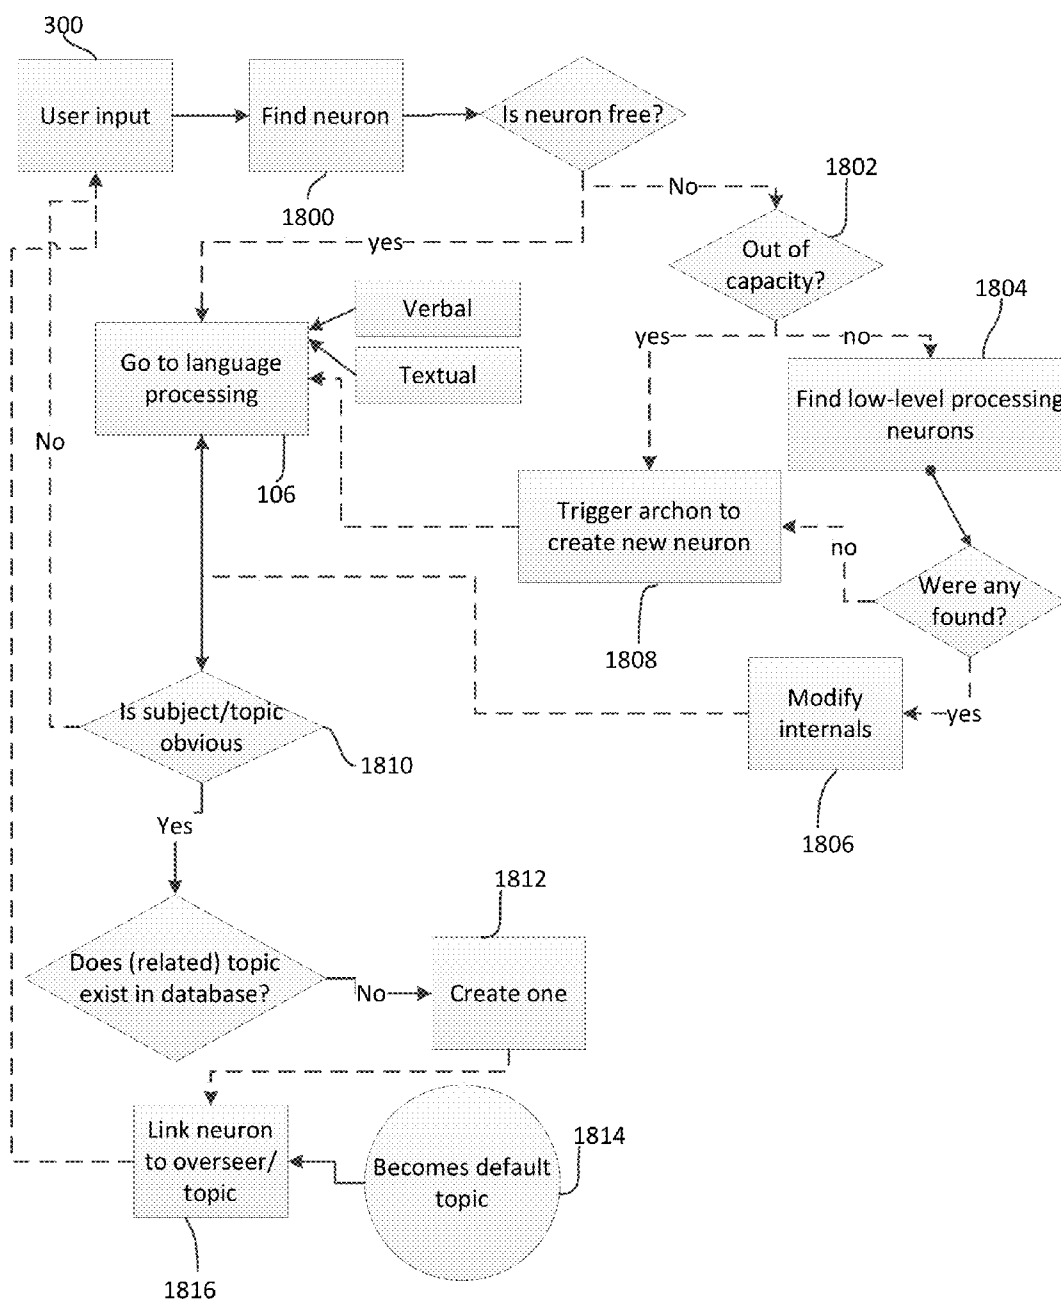 300
User input
Find neuron
Is neuron free?
1800
No
1802
yes
Out of
capacity?
Verbal
1804
yes
no
Go to language
processing
Textual
Find low-level processing
neurons
No
106
Trigger archon to
create new neuron
no
Were any
found?
1808
Is subject/topic
obvious
Modify
internals
yes
1810
Yes
1806
1812
Does (related) topic
exist in database?
No
Create one
Link neuron
to overseer/
topic
Becomes default
topic
1814
1816